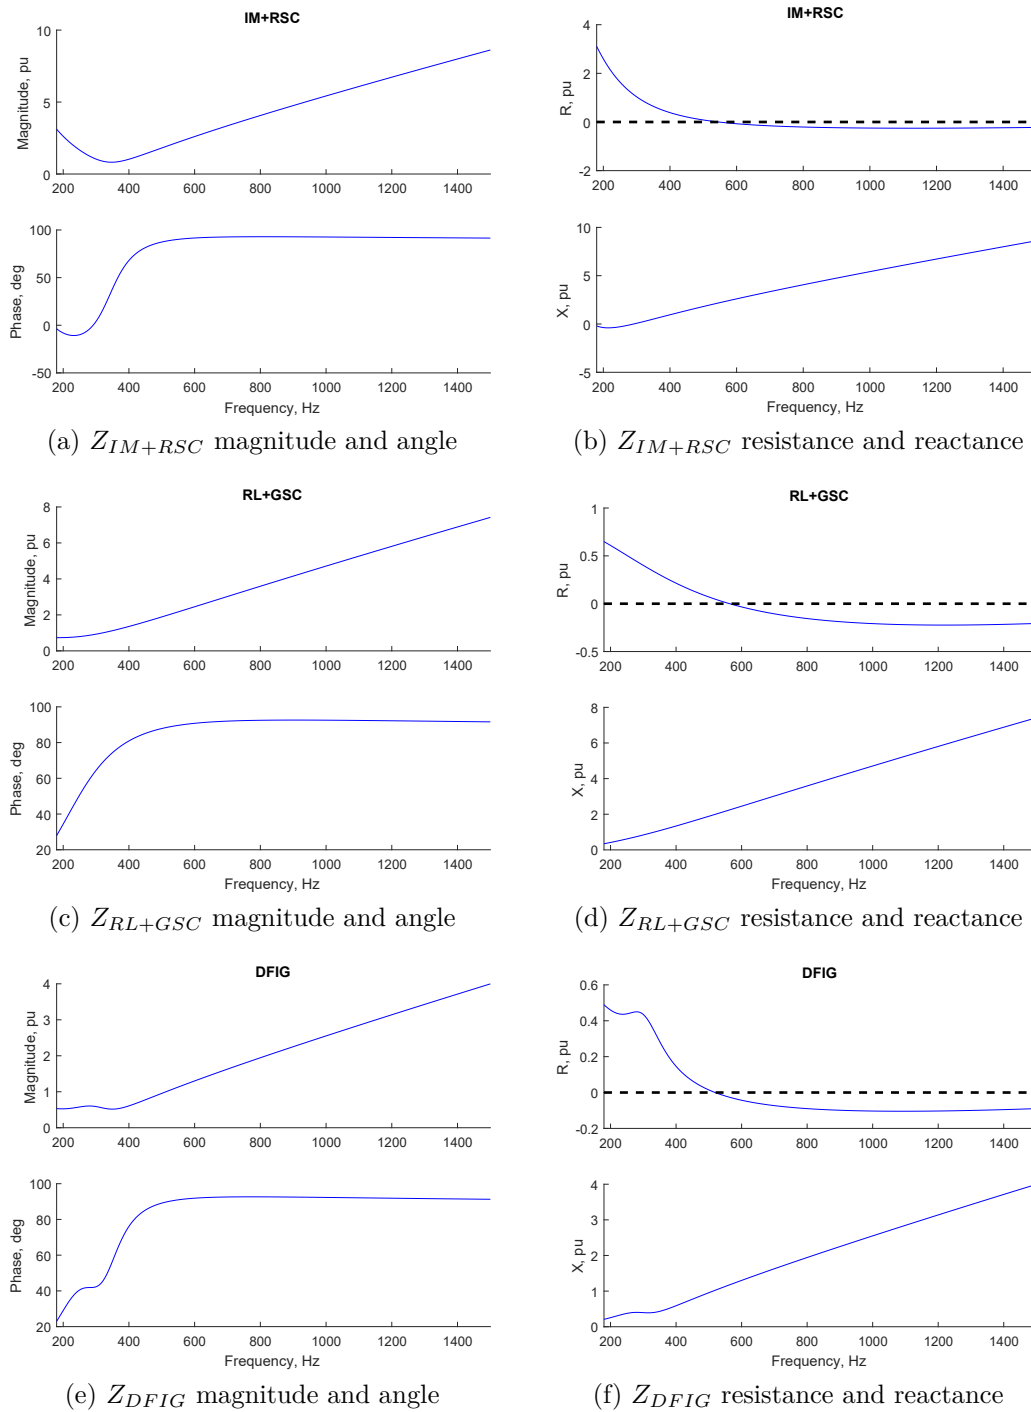 IM+RSC
Magnitude, pu
10
5
0
200 400 600 800 1000 1200 1400
Phase, deg
100
50
0
-50
200 400 600 800 1000 1200 1400
Frequency, Hz
(a) Z_{IM+RSC} magnitude and angle
IM+RSC
R, pu
4
2
0
-2
200 400 600 800 1000 1200 1400
X, pu
10
5
0
-5
200 400 600 800 1000 1200 1400
Frequency, Hz
(b) Z_{IM+RSC} resistance and reactance
RL+GSC
Magnitude, pu
8
6
4
2
0
200 400 600 800 1000 1200 1400
Phase, deg
100
80
60
40
20
200 400 600 800 1000 1200 1400
Frequency, Hz
(c) Z_{RL+GSC} magnitude and angle
RL+GSC
R, pu
1
0.5
0
-0.5
200 400 600 800 1000 1200 1400
X, pu
8
6
4
2
0
200 400 600 800 1000 1200 1400
Frequency, Hz
(d) Z_{RL+GSC} resistance and reactance
DFIG
Magnitude, pu
4
3
2
1
0
200 400 600 800 1000 1200 1400
Phase, deg
100
80
60
40
20
200 400 600 800 1000 1200 1400
Frequency, Hz
(e) Z_{DFIG} magnitude and angle
DFIG
R, pu
0.6
0.4
0.2
0
-0.2
200 400 600 800 1000 1200 1400
X, pu
4
3
2
1
0
200 400 600 800 1000 1200 1400
Frequency, Hz
(f) Z_{DFIG} resistance and reactance